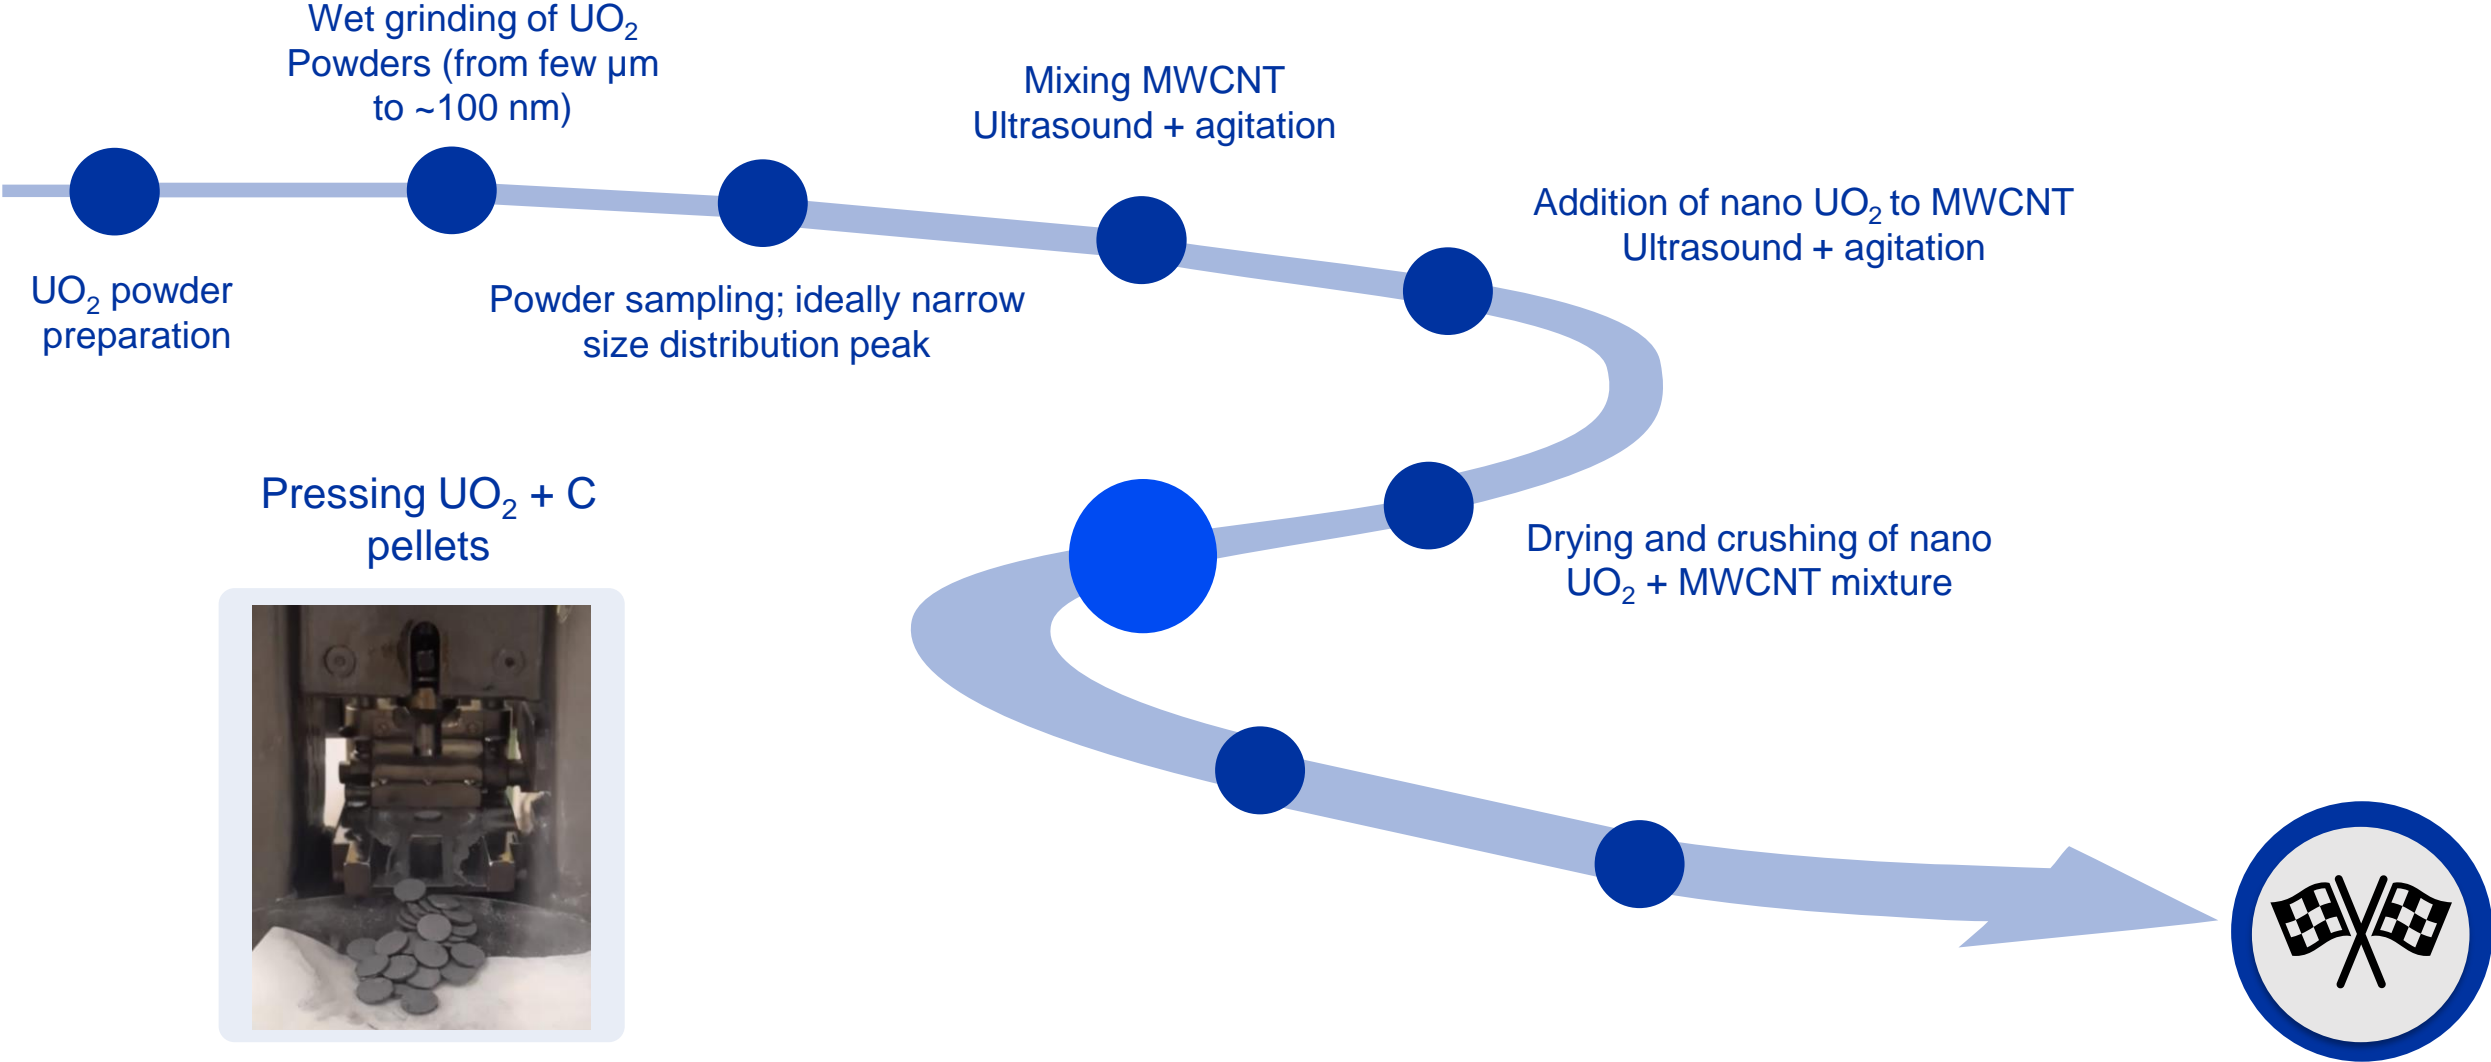 Wet grinding of UO₂
Powders (from few µm
to ~100 nm)
Mixing MWCNT
Ultrasound + agitation
Addition of nano UO₂ to MWCNT
Ultrasound + agitation
UO₂ powder
preparation
Powder sampling; ideally narrow
size distribution peak
Pressing UO₂ + C
pellets
Drying and crushing of nano
UO₂ + MWCNT mixture